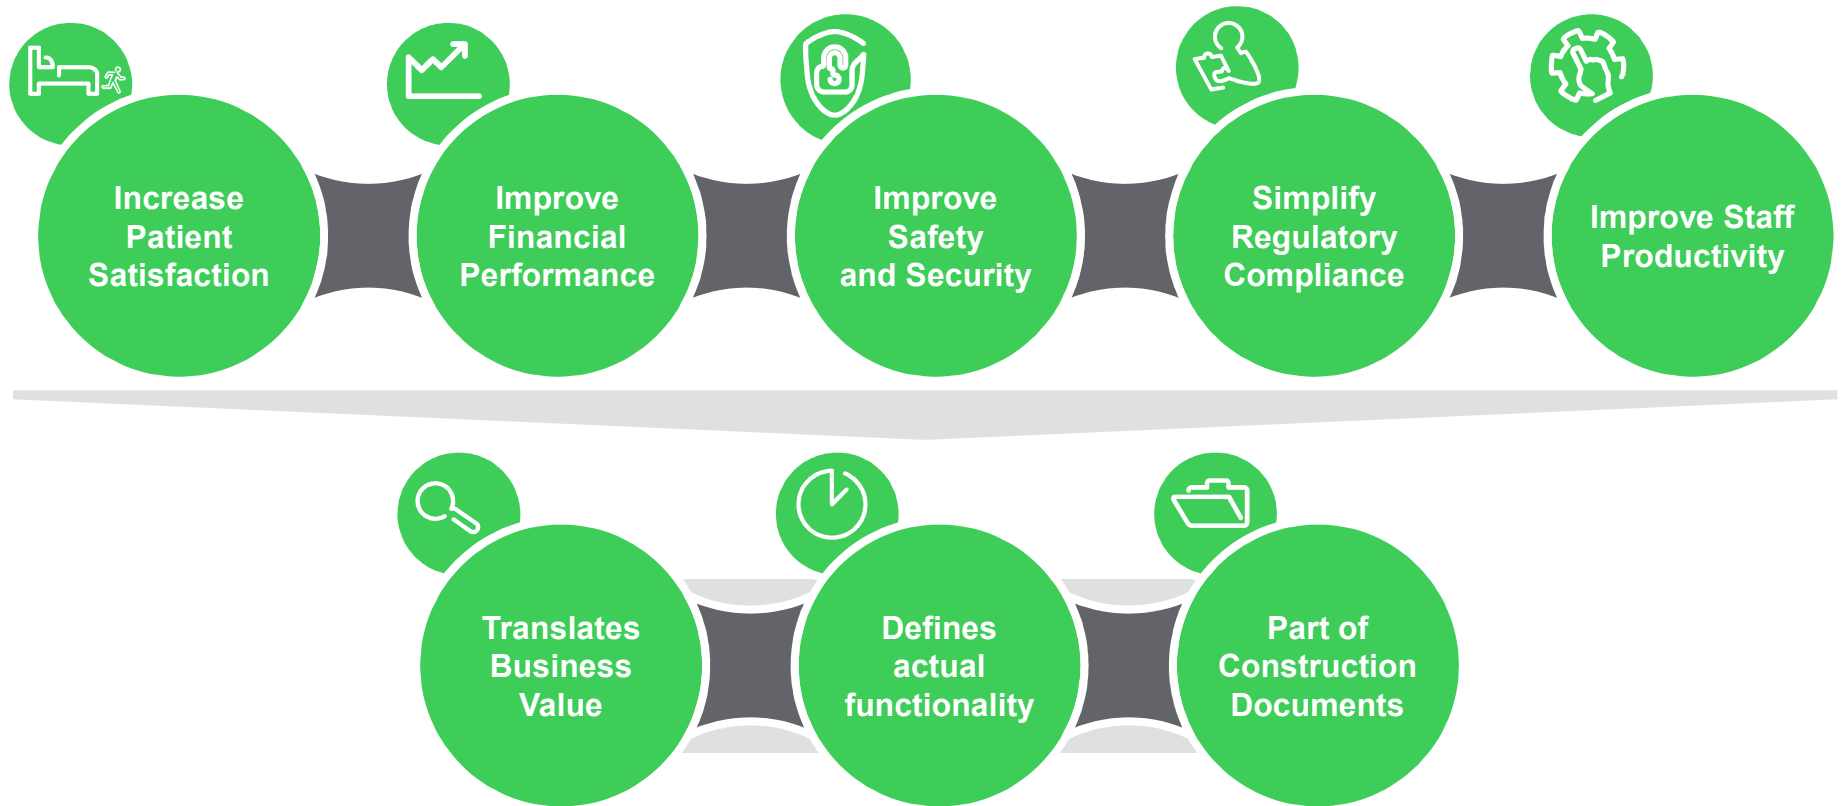 Increase
Patient
Satisfaction
Improve
Financial
Performance
Improve
Safety
and Security
Simplify
Regulatory
Compliance
Improve Staff
Productivity
Translates
Business
Value
Defines
actual
functionality
Part of
Construction
Documents